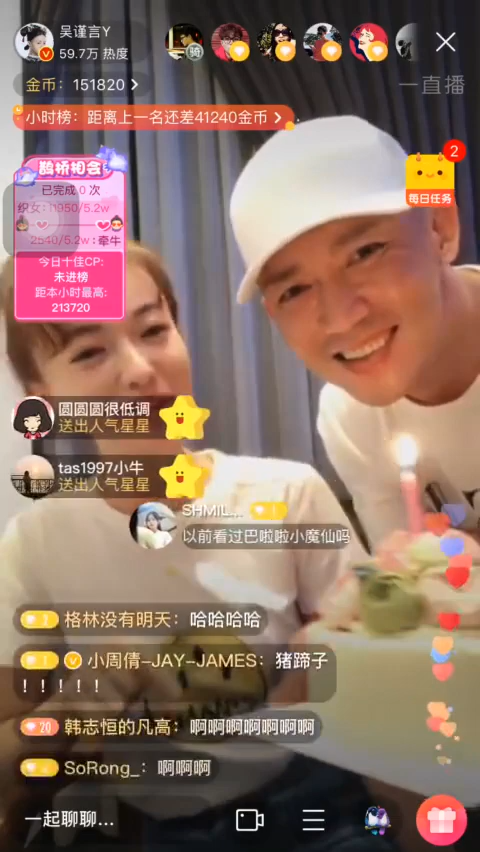 吴谨言Y
59.7万 热度
骑
金币: 151820
一直播
小时榜: 距离上一名还差41240金币
2
每日任务
鹊桥相会
已完成 0 次
织女: 11950/5.2w
2540/5.2w : 牵牛
今日十佳CP:
未进榜
距本小时最高:
213720
圆圆圆很低调
送出人气星星
tas1997小牛
送出人气星星
SHMIL... 1
以前看过巴啦啦小魔仙吗
格林没有明天: 哈哈哈哈
1 小周倩-JAY-JAMES: 猪蹄子
！！！！！
20 韩志恒的凡高: 啊啊啊啊啊啊啊
SoRong_: 啊啊啊
一起聊聊...